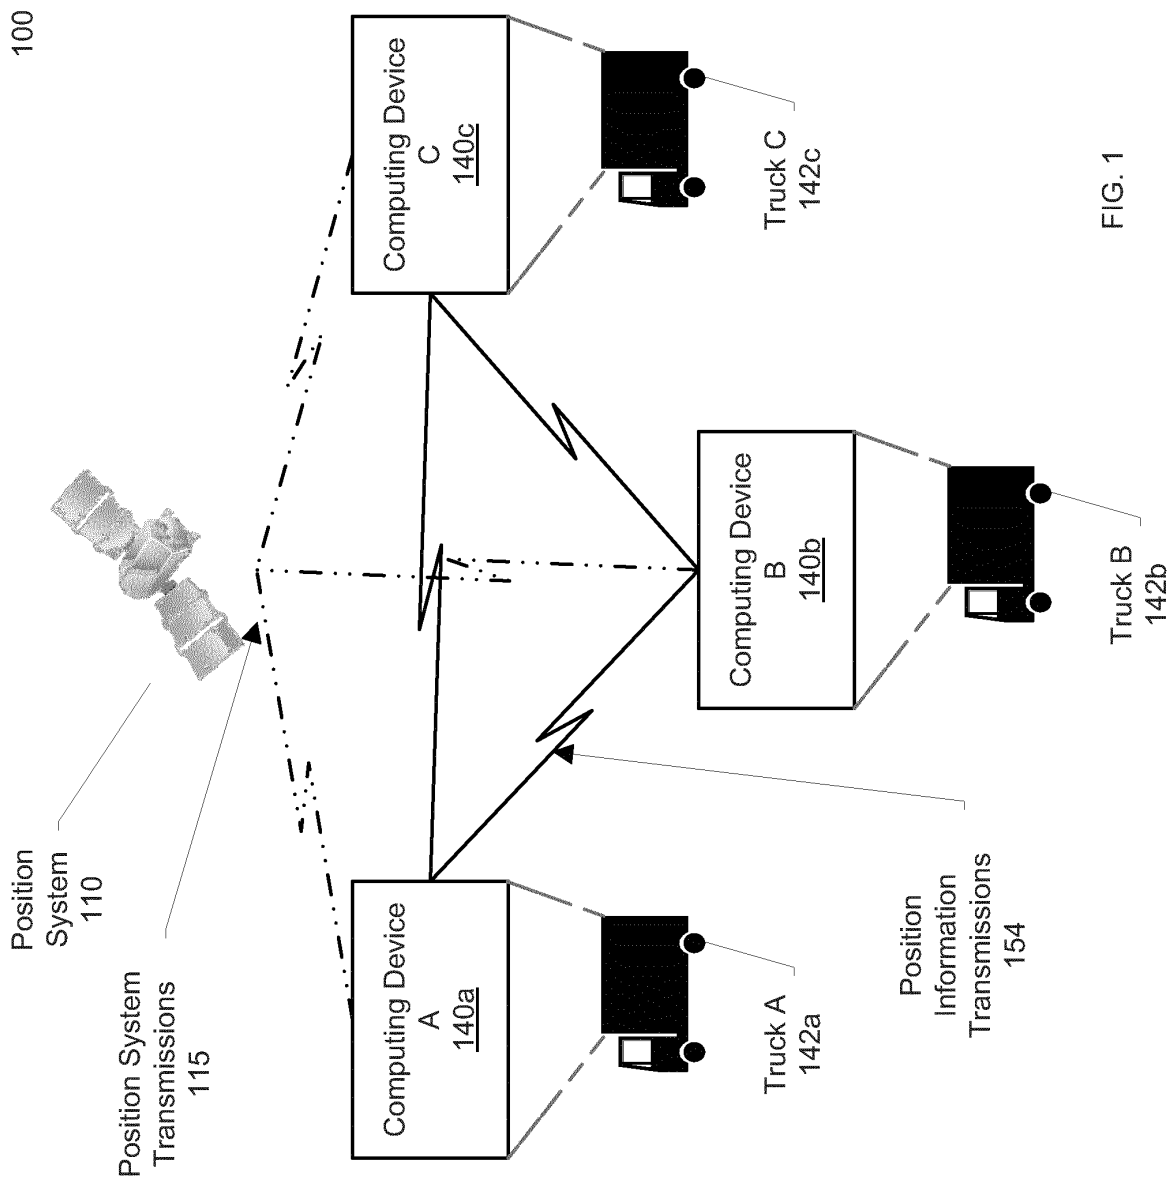 100
Position
System
110
Position System
Transmissions
115
Computing Device
A
140a
Computing Device
C
140c
Computing Device
B
140b
Truck A
142a
Truck C
142c
Position
Information
Transmissions
154
Truck B
142b
FIG. 1